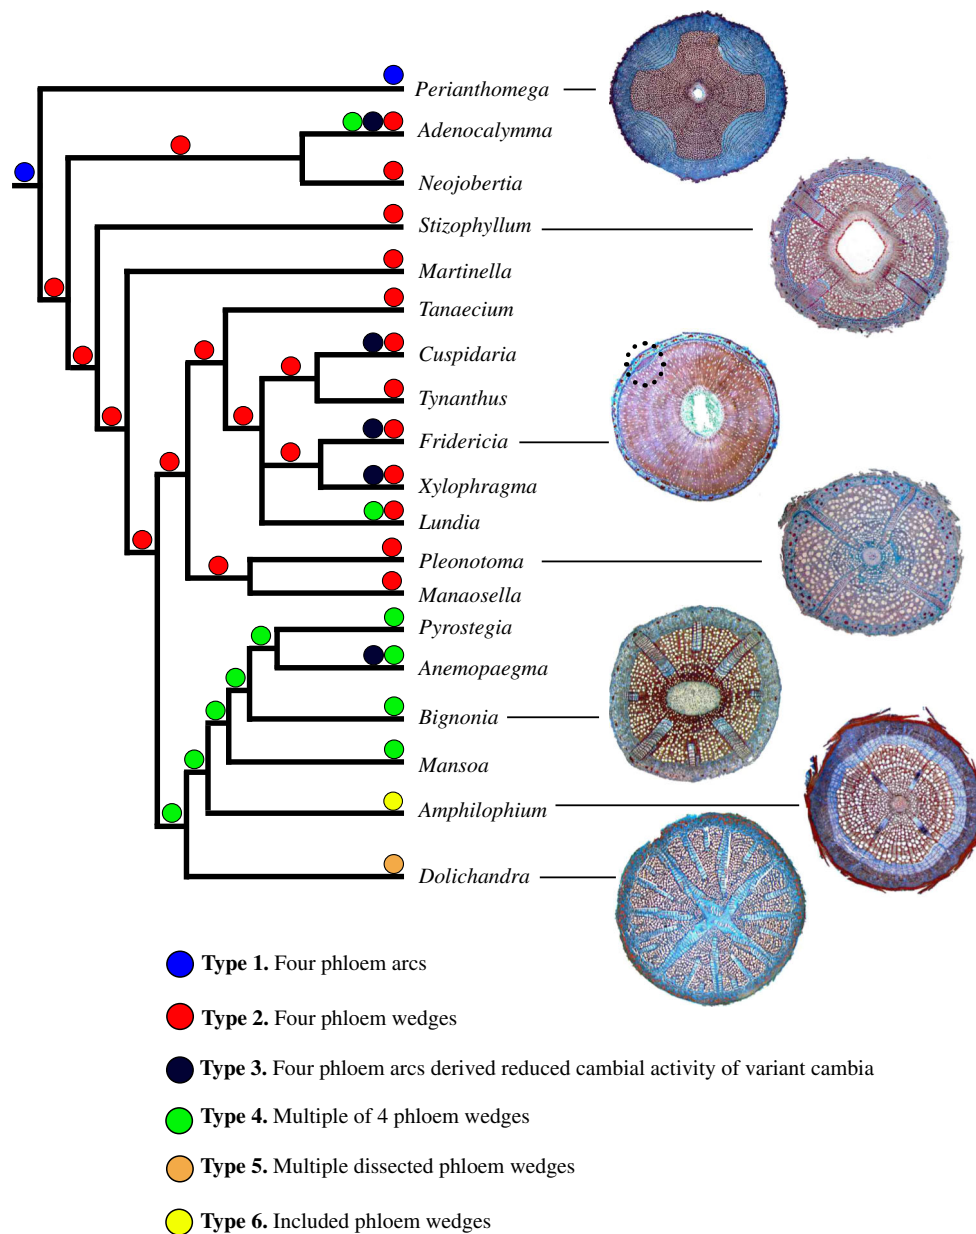 Perianthomega
Adenocalymma
Neojobertia
Stizophyllum
Martinella
Tanaecium
Cuspidaria
Tynanthus
Fridericia
Xylophragma
Lundia
Pleonotoma
Manaosella
Pyrostegia
Anemopaegma
Bignonia
Mansoa
Amphilophium
Dolichandra
Type 1. Four phloem arcs
Type 2. Four phloem wedges
Type 3. Four phloem arcs derived reduced cambial activity of variant cambia
Type 4. Multiple of 4 phloem wedges
Type 5. Multiple dissected phloem wedges
Type 6. Included phloem wedges